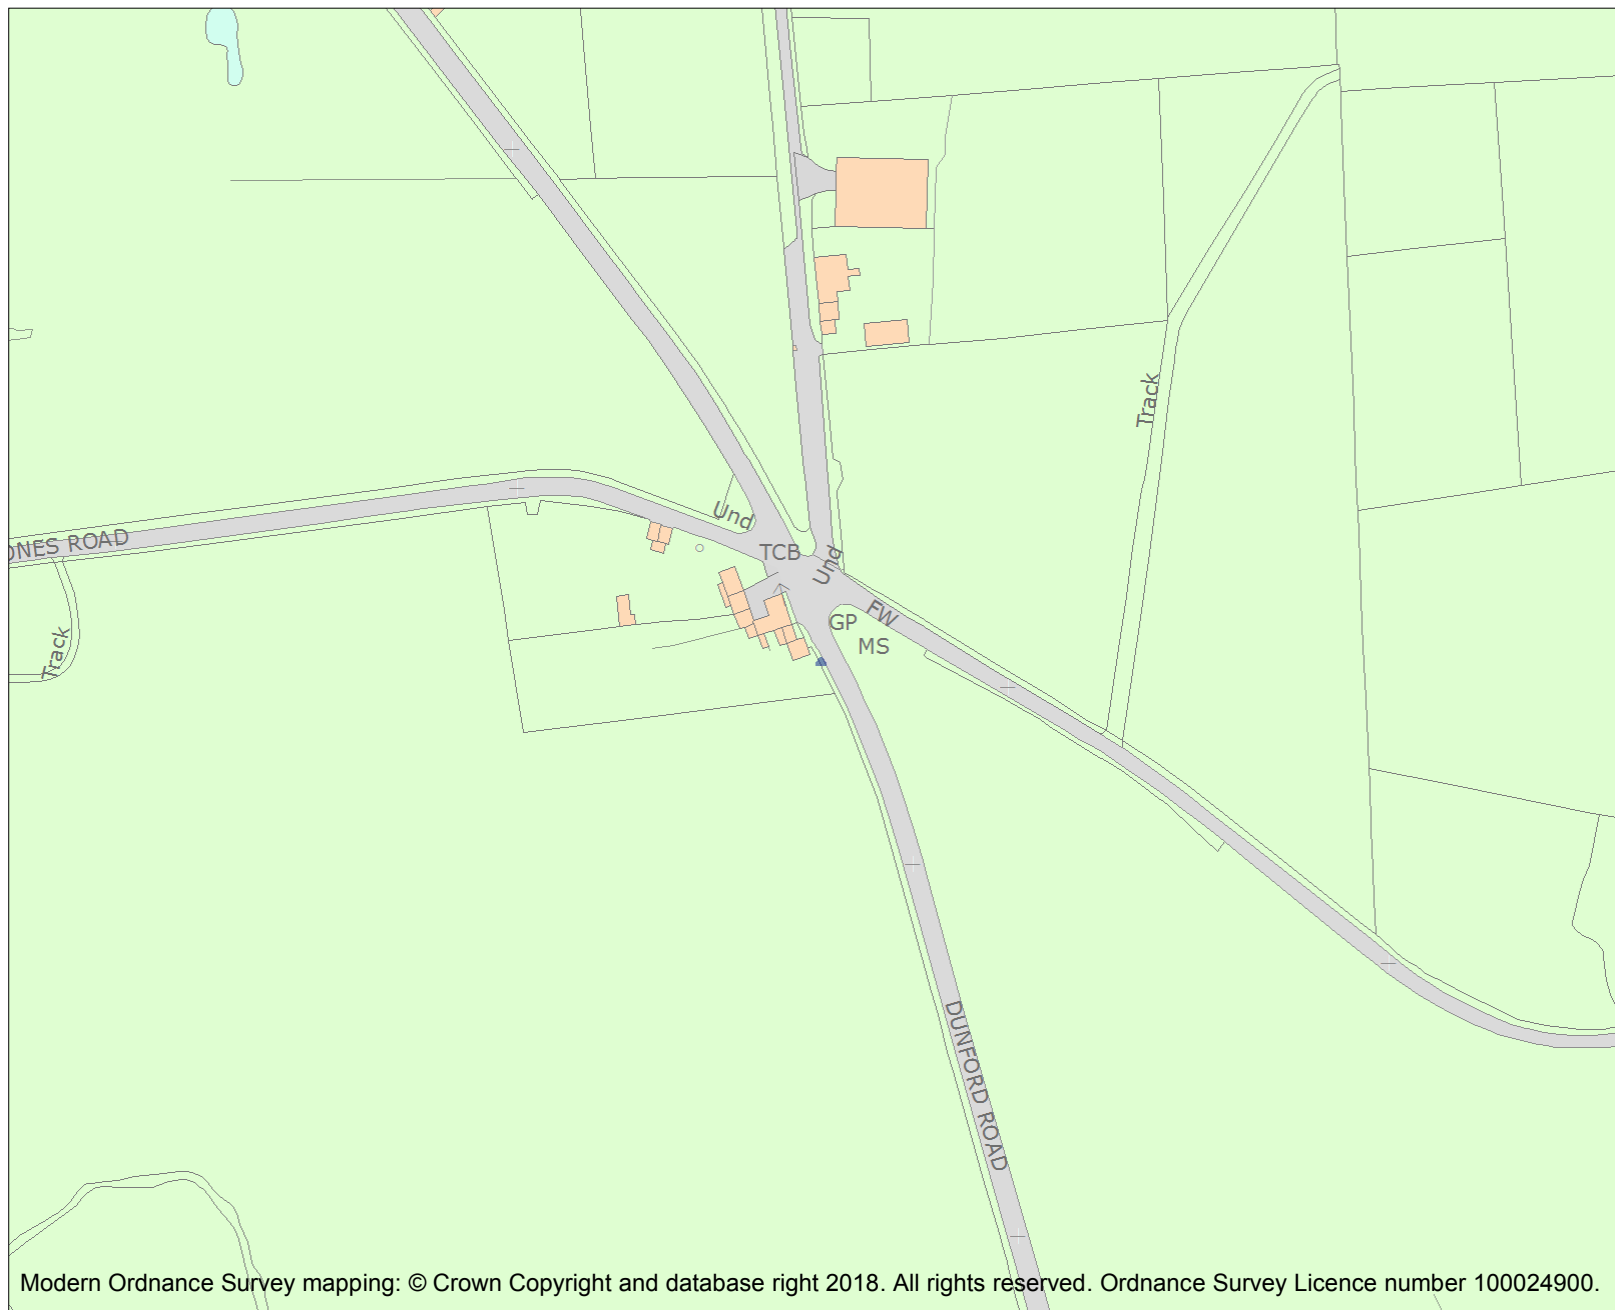 Track
Und
ONES ROAD
TCB
Und
FW
GP
MS
Track
DUNFORD ROAD
Modern Ordnance Survey mapping: © Crown Copyright and database right 2018. All rights reserved. Ordnance Survey Licence number 100024900.